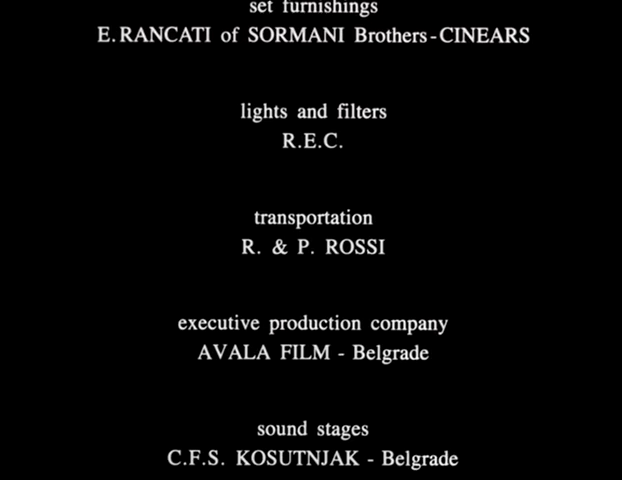 set furnishings
E. RANCATI of SORMANI Brothers - CINEARS
lights and filters
R.E.C.
transportation
R. & P. ROSSI
executive production company
AVALA FILM - Belgrade
sound stages
C.F.S. KOSUTNJAK - Belgrade